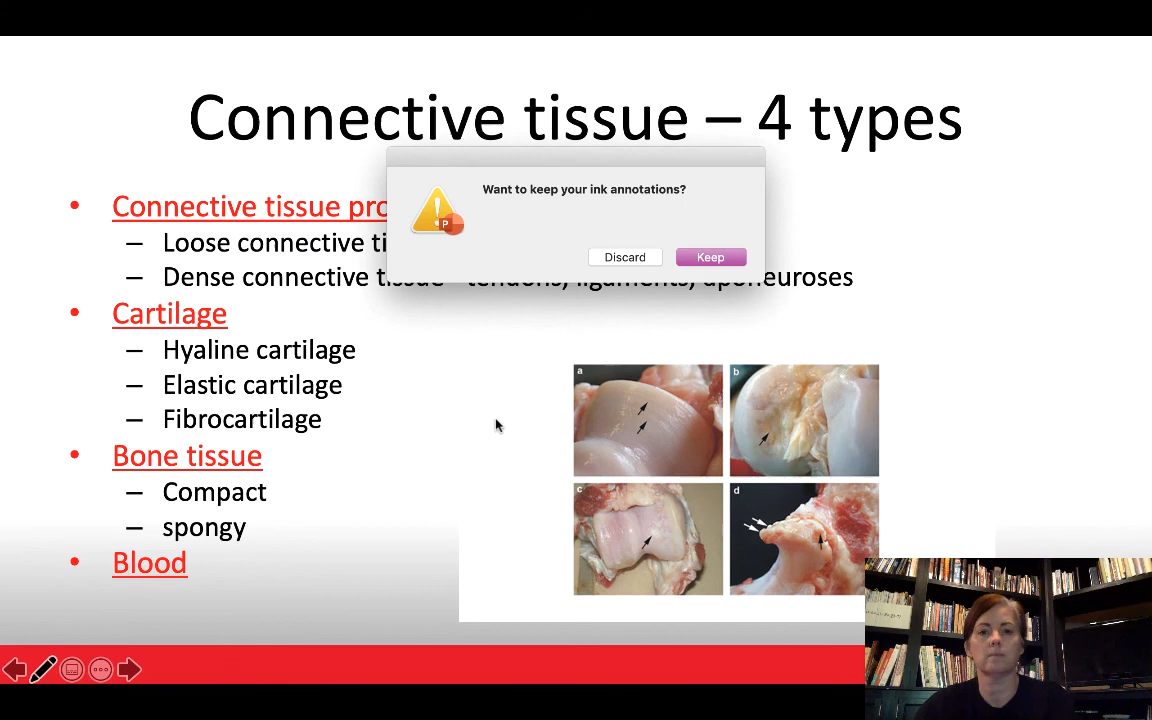 Connective tissue – 4 types
Want to keep your ink annotations?
Discard
Keep
• Connective tissue pro
– Loose connective ti
– Dense connective tissue - tendons, ligaments, aponeuroses
• Cartilage
– Hyaline cartilage
– Elastic cartilage
– Fibrocartilage
• Bone tissue
– Compact
– spongy
• Blood
a
b
c
d
P